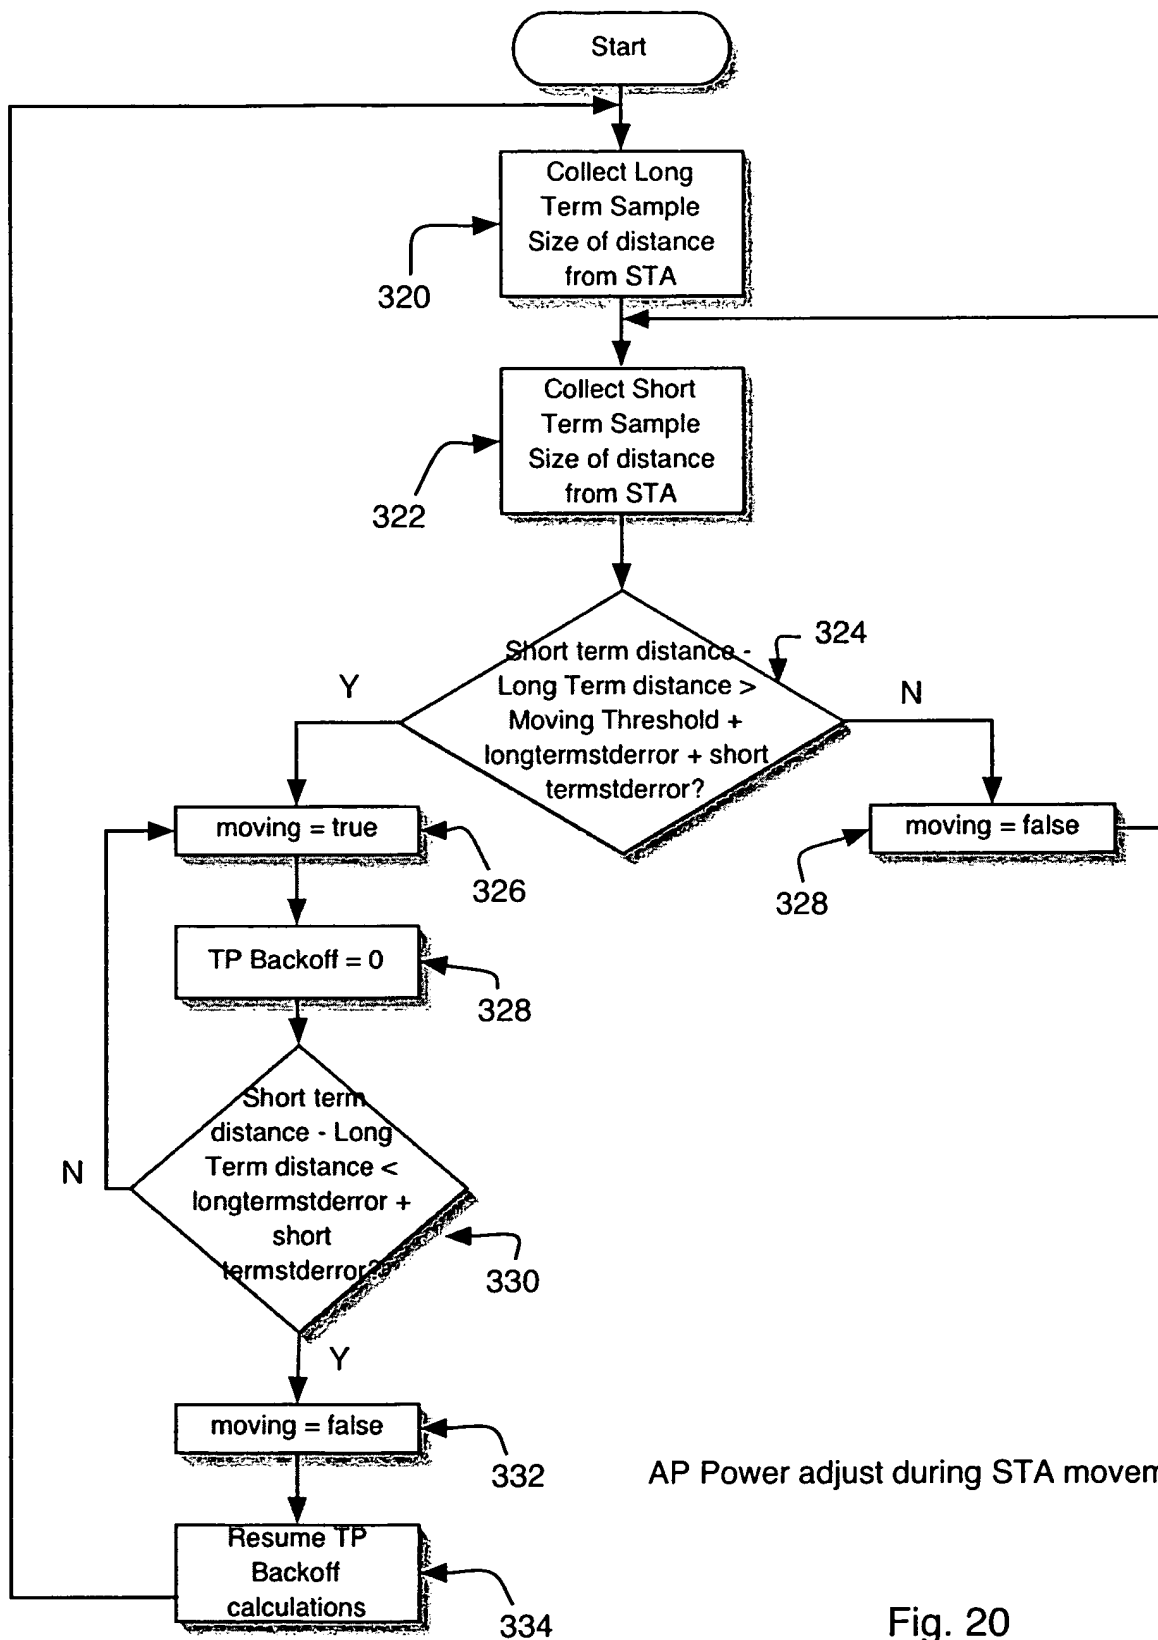 Start
Collect Long
Term Sample
Size of distance
from STA
320
Collect Short
Term Sample
Size of distance
from STA
322
324
Short term distance -
Long Term distance >
Moving Threshold +
longtermstderror + short
termstderror?
Y
N
moving = true
326
moving = false
328
TP Backoff = 0
328
Short term
distance - Long
Term distance <
longtermstderror +
short
termstderror?
N
330
Y
moving = false
332
AP Power adjust during STA movem
Resume TP
Backoff
calculations
334
Fig. 20